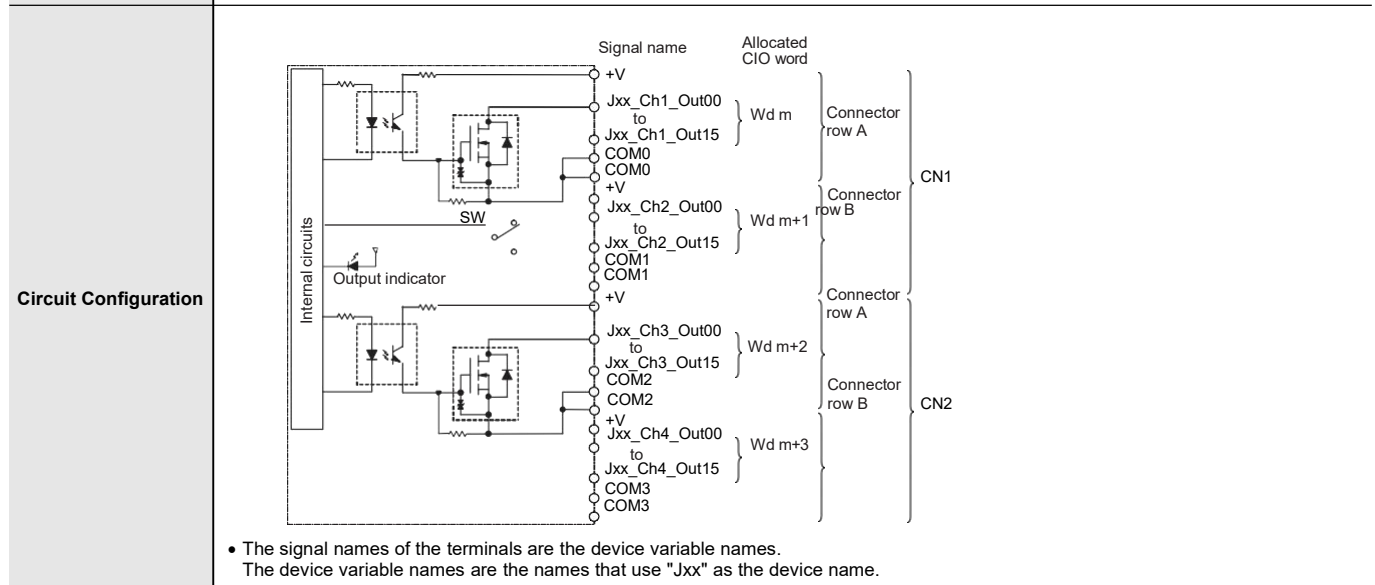 Circuit Configuration
Signal name
Allocated
CIO word
+V
Jxx_Ch1_Out00
to
Jxx_Ch1_Out15
COM0
COM0
Wd m
Connector
row A
+V
Jxx_Ch2_Out00
to
Jxx_Ch2_Out15
COM1
COM1
Wd m+1
Connector
row B
CN1
Internal circuits
SW
Output indicator
+V
Jxx_Ch3_Out00
to
Jxx_Ch3_Out15
COM2
COM2
Wd m+2
Connector
row A
+V
Jxx_Ch4_Out00
to
Jxx_Ch4_Out15
COM3
COM3
Wd m+3
Connector
row B
CN2
• The signal names of the terminals are the device variable names.
The device variable names are the names that use "Jxx" as the device name.